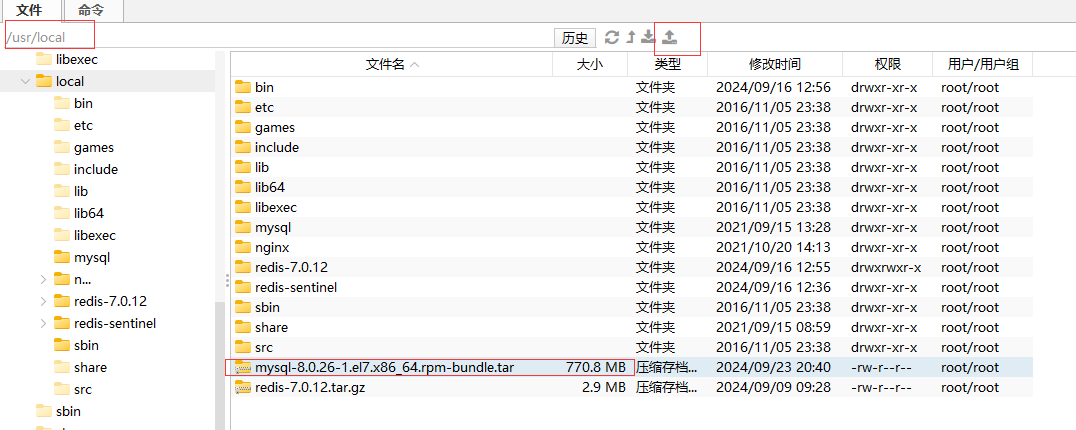 文件 命令
/usr/local 历史
libexec
local
bin
etc
games
include
lib
lib64
libexec
mysql
n...
redis-7.0.12
redis-sentinel
sbin
share
src
sbin
文件名 大小 类型 修改时间 权限 用户/用户组
bin 文件夹 2024/09/16 12:56 drwxr-xr-x root/root
etc 文件夹 2016/11/05 23:38 drwxr-xr-x root/root
games 文件夹 2016/11/05 23:38 drwxr-xr-x root/root
include 文件夹 2016/11/05 23:38 drwxr-xr-x root/root
lib 文件夹 2016/11/05 23:38 drwxr-xr-x root/root
lib64 文件夹 2016/11/05 23:38 drwxr-xr-x root/root
libexec 文件夹 2016/11/05 23:38 drwxr-xr-x root/root
mysql 文件夹 2021/09/15 13:28 drwxr-xr-x root/root
nginx 文件夹 2021/10/20 14:13 drwxr-xr-x root/root
redis-7.0.12 文件夹 2024/09/16 12:55 drwxrwxr-x root/root
redis-sentinel 文件夹 2024/09/16 12:36 drwxr-xr-x root/root
sbin 文件夹 2016/11/05 23:38 drwxr-xr-x root/root
share 文件夹 2021/09/15 08:59 drwxr-xr-x root/root
src 文件夹 2016/11/05 23:38 drwxr-xr-x root/root
mysql-8.0.26-1.el7.x86_64.rpm-bundle.tar 770.8 MB 压缩存档... 2024/09/23 20:40 -rw-r--r-- root/root
redis-7.0.12.tar.gz 2.9 MB 压缩存档... 2024/09/09 09:28 -rw-r--r-- root/root